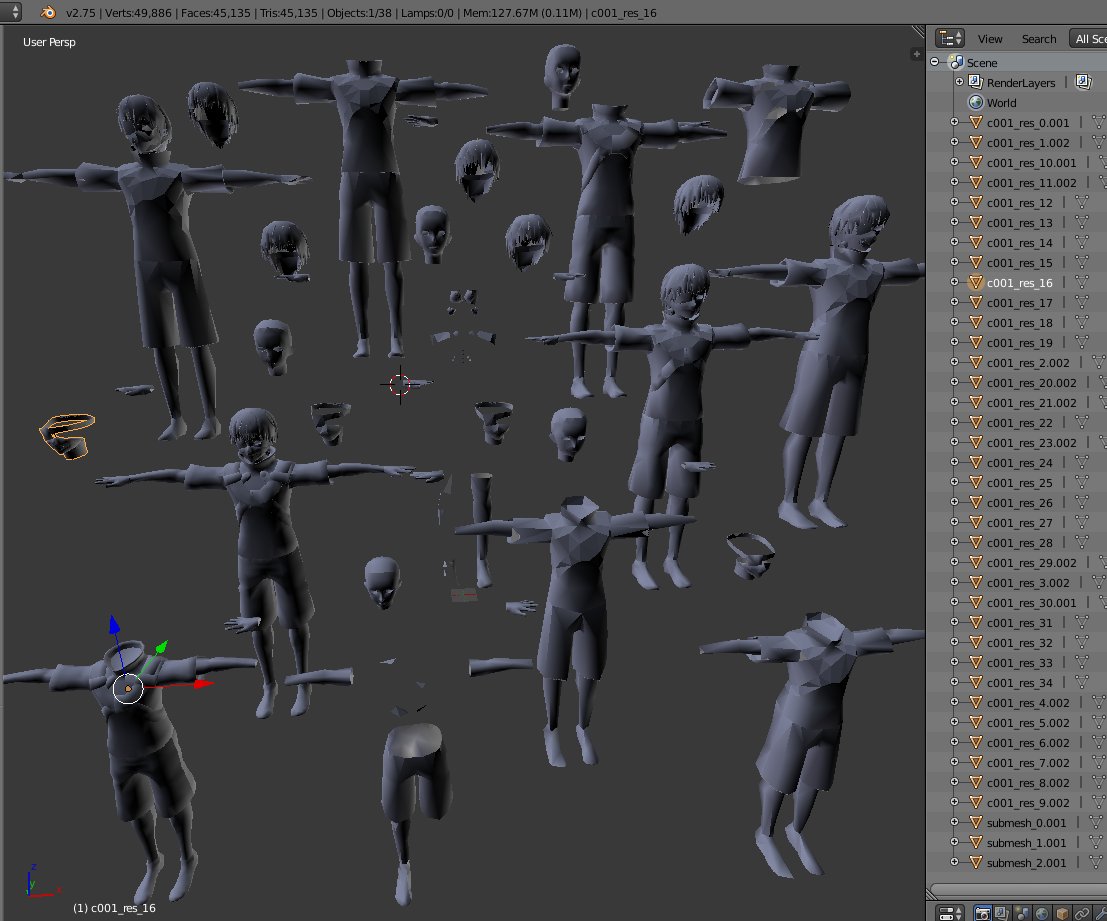 v2.75 | Verts:49,886 | Faces:45,135 | Tris:45,135 | Objects:1/38 | Lamps:0/0 | Mem:127.67M (0.11M) | c001_res_16
User Persp
View Search All Sce
Scene
RenderLayers |
World
c001_res_0.001 |
c001_res_1.002 |
c001_res_10.001 |
c001_res_11.002 |
c001_res_12 |
c001_res_13 |
c001_res_14 |
c001_res_15 |
c001_res_16 |
c001_res_17 |
c001_res_18 |
c001_res_19 |
c001_res_2.002 |
c001_res_20.002 |
c001_res_21.002 |
c001_res_22 |
c001_res_23.002 |
c001_res_24 |
c001_res_25 |
c001_res_26 |
c001_res_27 |
c001_res_28 |
c001_res_29.002 |
c001_res_3.002 |
c001_res_30.001 |
c001_res_31 |
c001_res_32 |
c001_res_33 |
c001_res_34 |
c001_res_4.002 |
c001_res_5.002 |
c001_res_6.002 |
c001_res_7.002 |
c001_res_8.002 |
c001_res_9.002 |
submesh_0.001 |
submesh_1.001 |
submesh_2.001 |
z
y
x
(1) c001_res_16